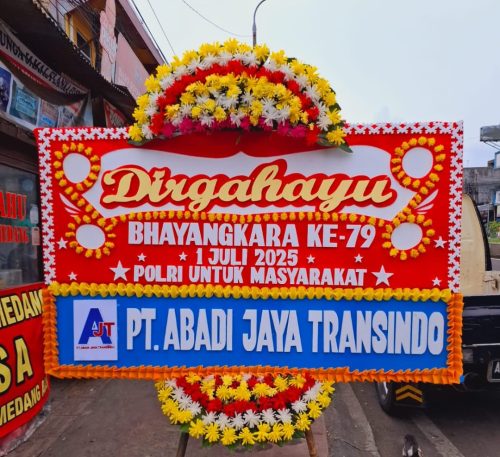 Dirgahayu
BHAYANGKARA KE-79
1 JULI 2025
POLRI UNTUK MASYARAKAT
AJT
PT. ABADI JAYA TRANSINDO